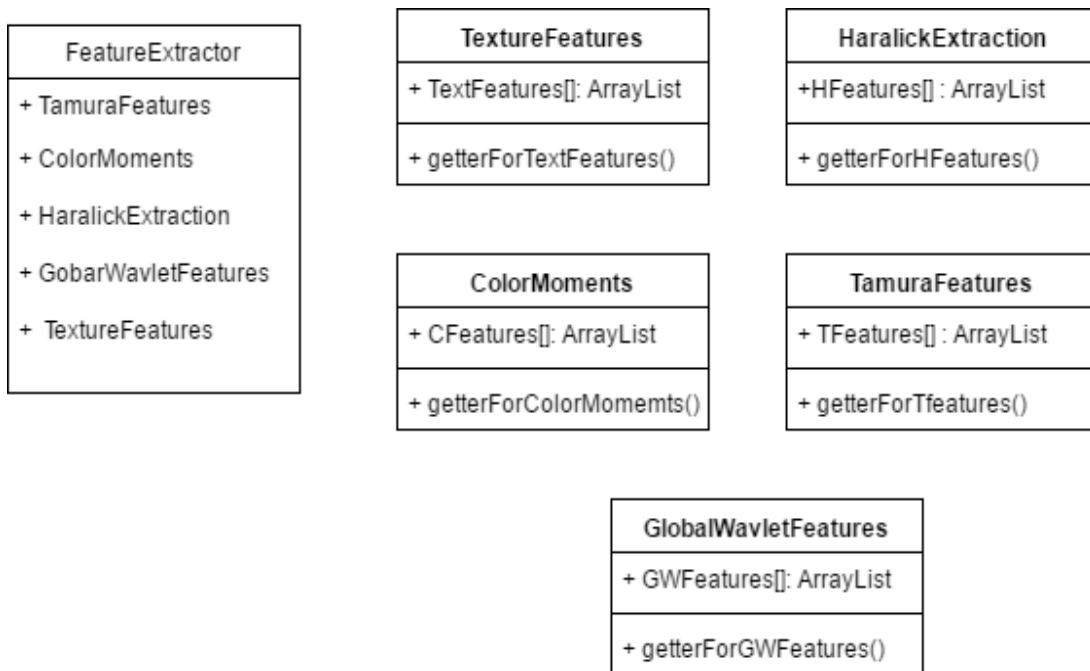 FeatureExtractor
+ TamuraFeatures
+ ColorMoments
+ HaralickExtraction
+ GobarWavletFeatures
+ TextureFeatures
TextureFeatures
+ TextFeatures[]: ArrayList
+ getterForTextFeatures()
HaralickExtraction
+HFeatures[] : ArrayList
+ getterForHFeatures()
ColorMoments
+ CFeatures[]: ArrayList
+ getterForColorMomemts()
TamuraFeatures
+ TFeatures[] : ArrayList
+ getterForTfeatures()
GlobalWavletFeatures
+ GWFeatures[]: ArrayList
+ getterForGWFeatures()